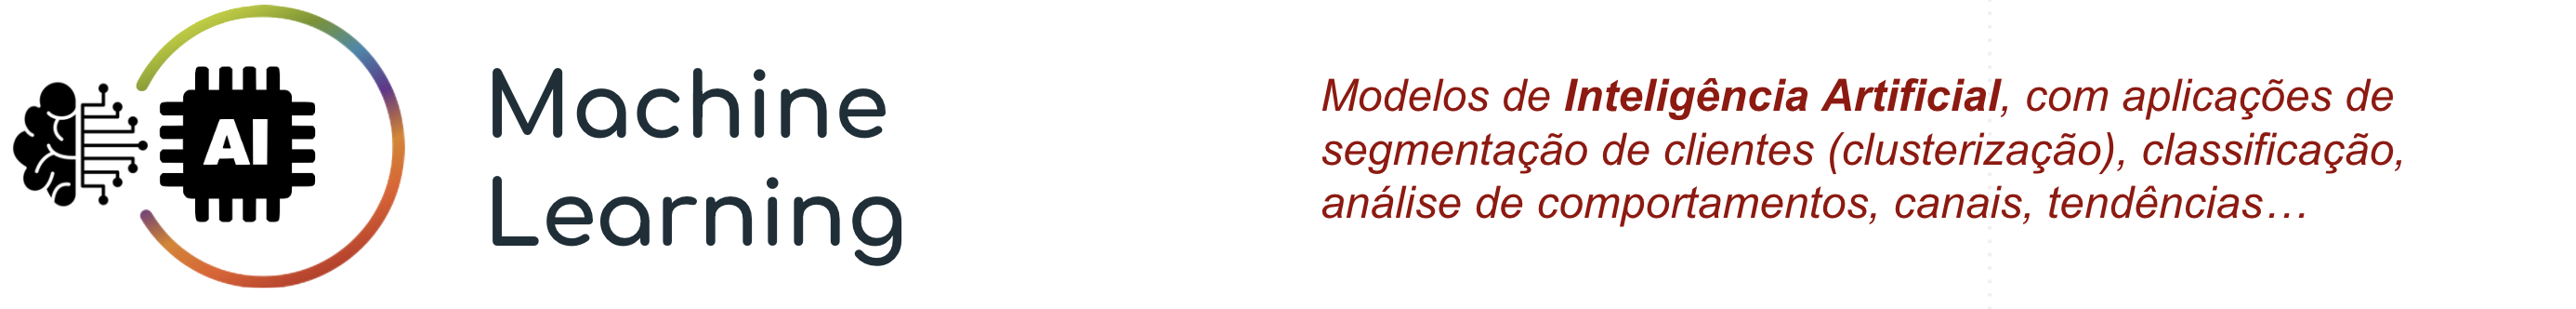 AI
Machine
Learning
Modelos de Inteligência Artificial, com aplicações de
segmentação de clientes (clusterização), classificação,
análise de comportamentos, canais, tendências…